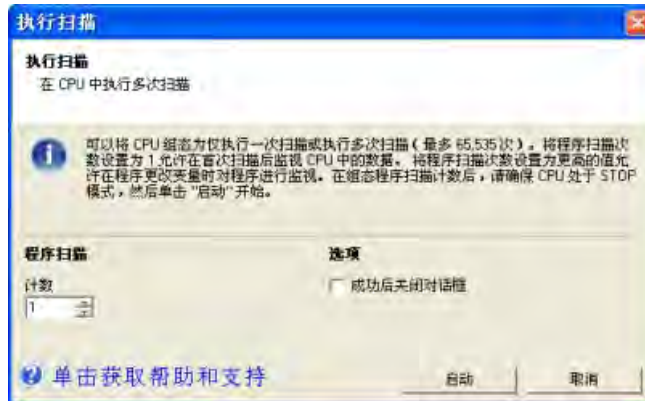 执行扫描
执行扫描
在 CPU 中执行多次扫描
可以将 CPU 组态为仅执行一次扫描或执行多次扫描（最多 65,535次）。将程序扫描次
数设置为 1 允许在首次扫描后监视 CPU 中的数据。 将程序扫描次数设置为更高的值允
许在程序更改变量时对程序进行监视。在组态程序扫描计数后，请确保 CPU 处于 STOP
模式，然后单击 "启动"开始。
程序扫描 选项
计数 成功后关闭对话框
1
单击获取帮助和支持 启动 取消